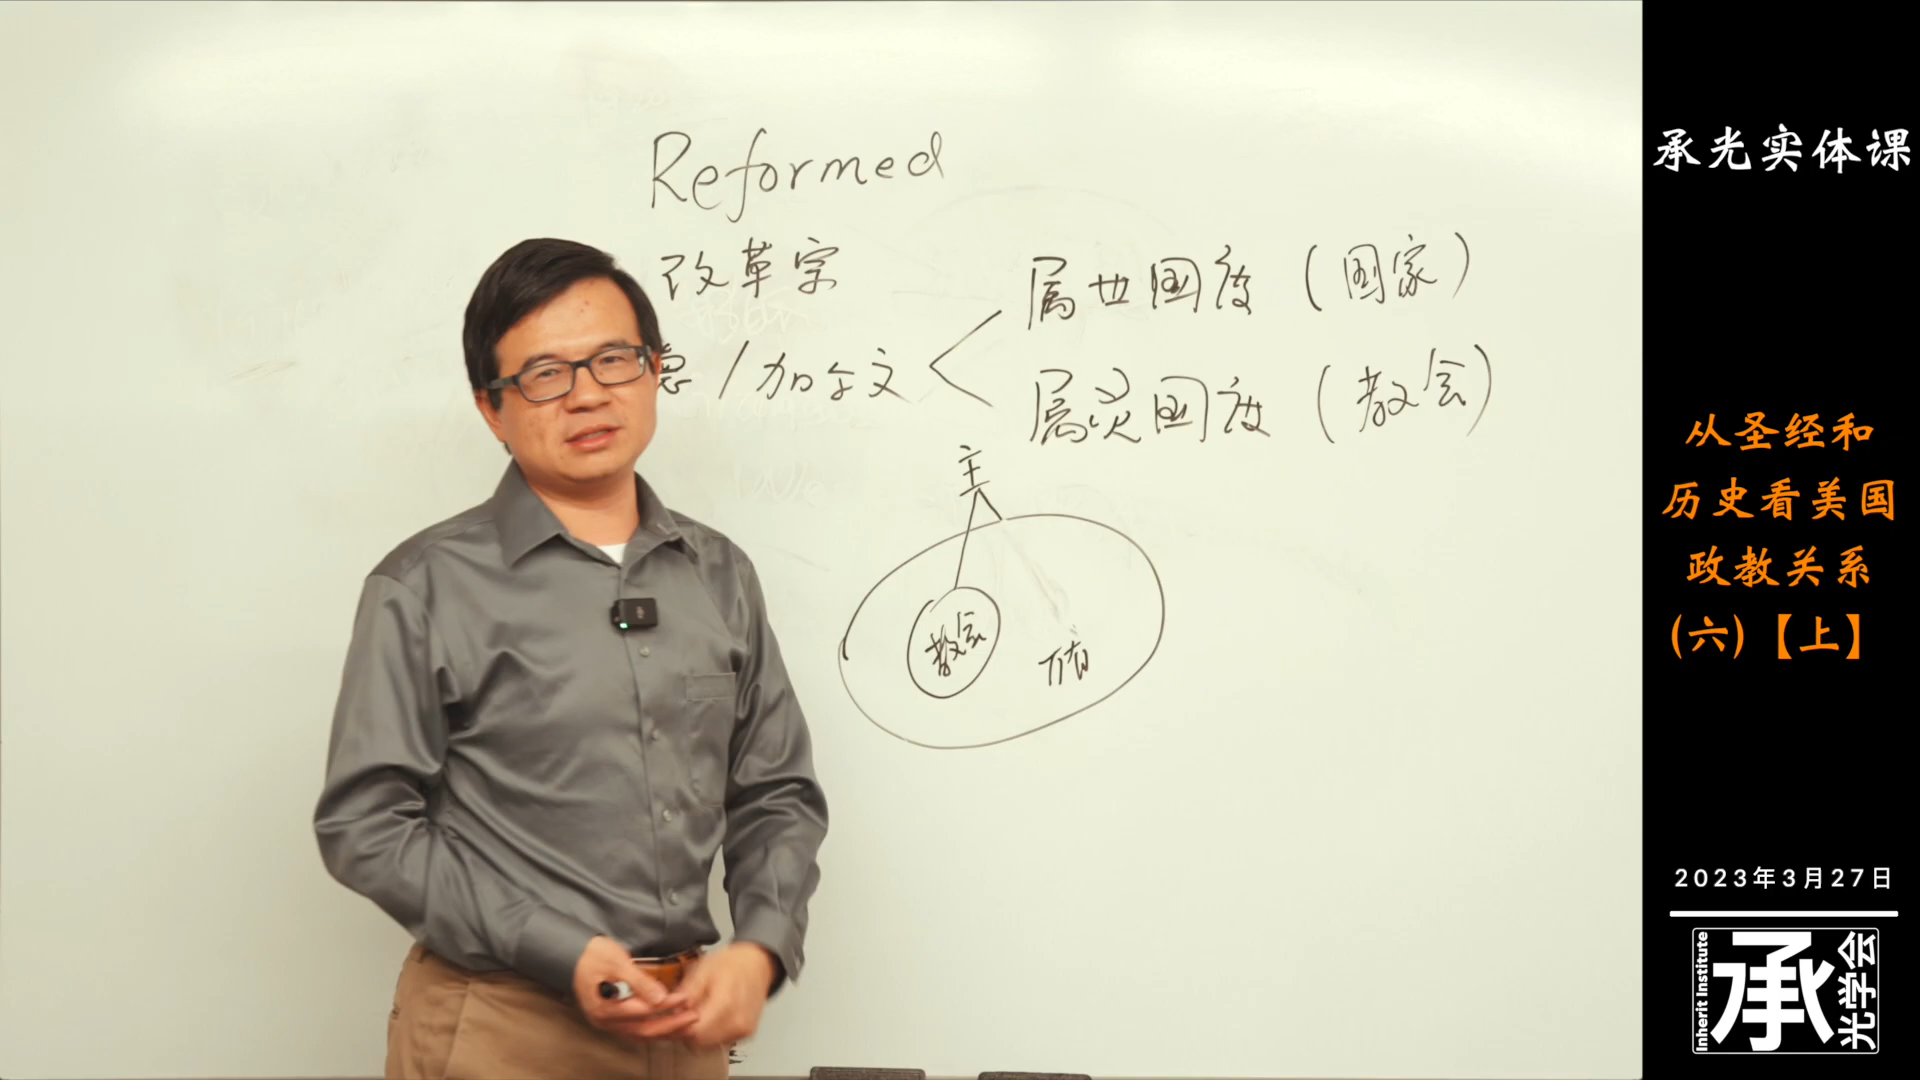 Reformed
改革宗
/加尔文
属世国度(国家)
属灵国度(教会)
主
教会
万有
承光实体课
从圣经和
历史看美国
政教关系
(六)【上】
2023年3月27日
Inherit Institute
承
光学会